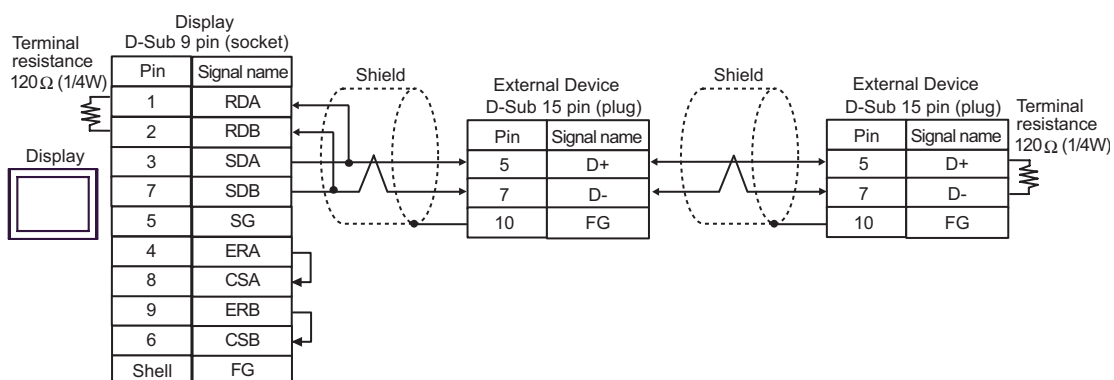 Display
D-Sub 9 pin (socket)
Terminal
resistance
120Ω (1/4W)
Pin Signal name
1 RDA
2 RDB
3 SDA
7 SDB
5 SG
4 ERA
8 CSA
9 ERB
6 CSB
Shell FG
Display
Shield
External Device
D-Sub 15 pin (plug)
Pin Signal name
5 D+
7 D-
10 FG
Shield
External Device
D-Sub 15 pin (plug)
Pin Signal name
5 D+
7 D-
10 FG
Terminal
resistance
120Ω (1/4W)